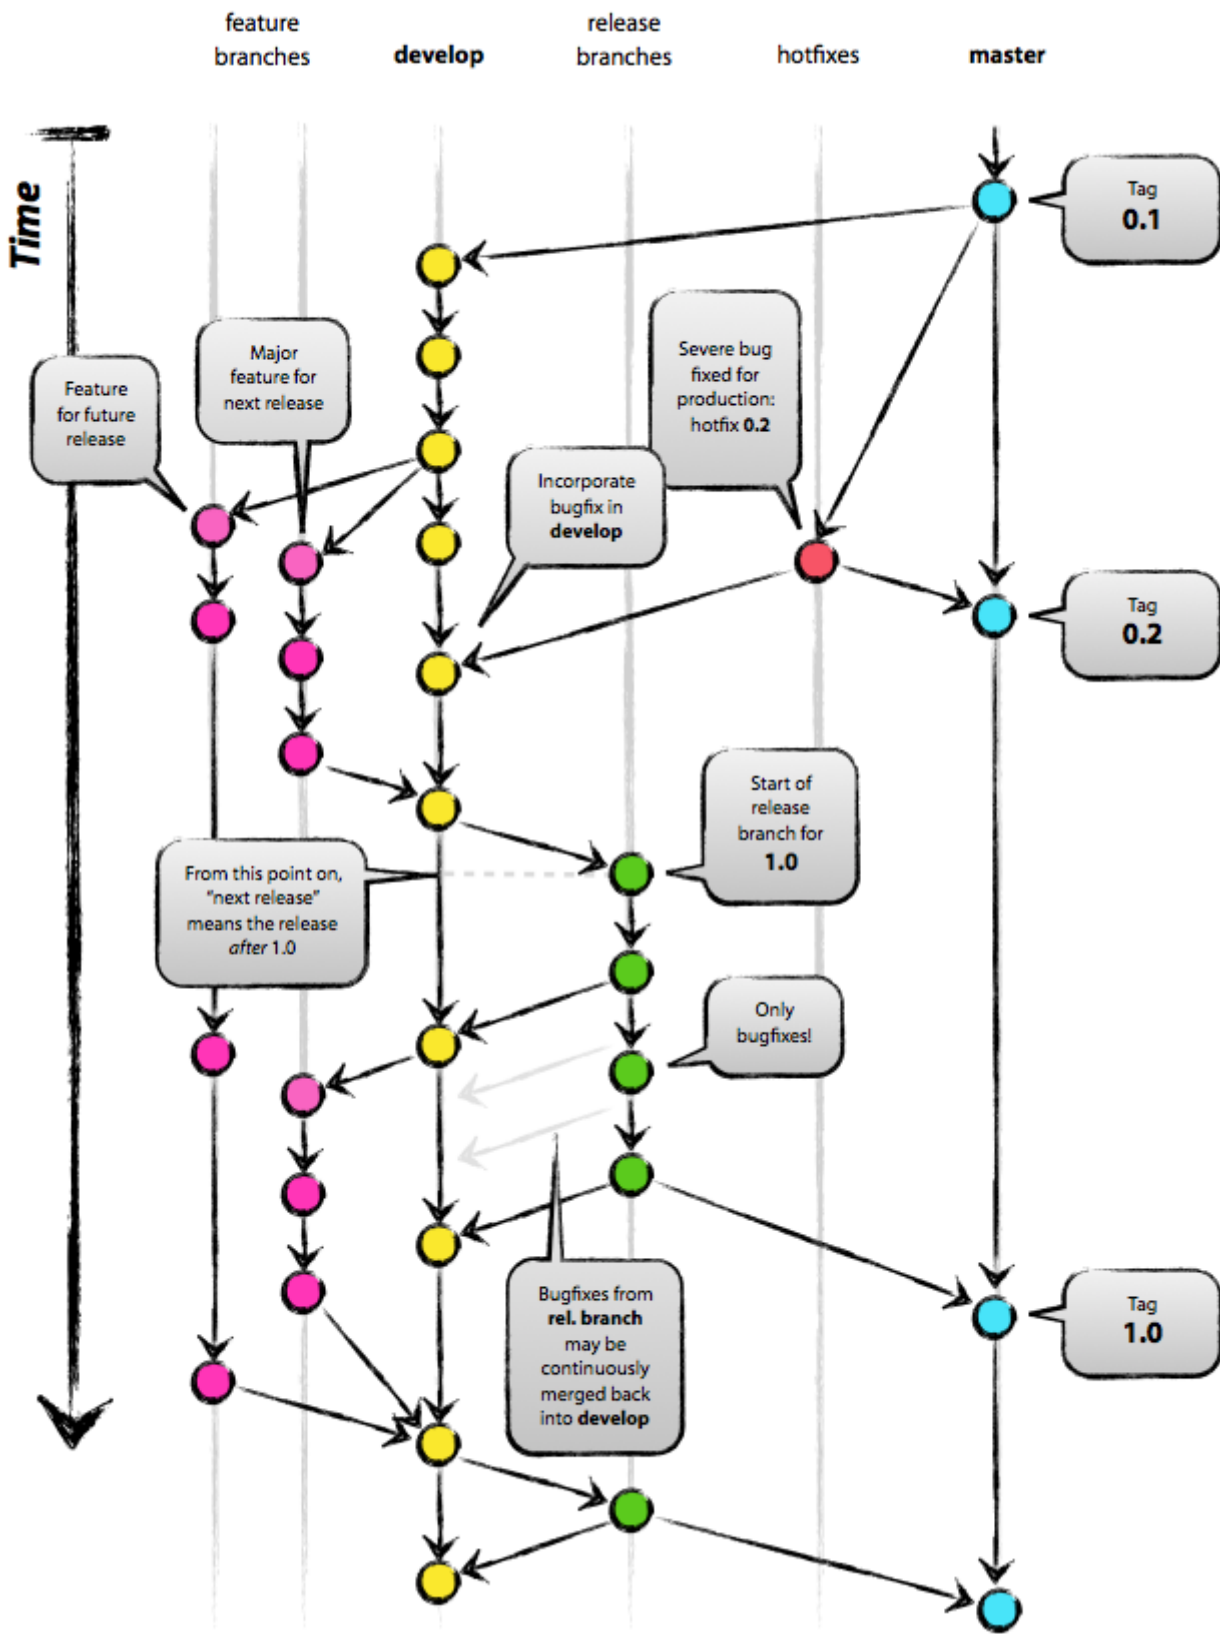 feature
branches
develop
release
branches
hotfixes
master
Time
Tag
0.1
Major
feature for
next release
Feature
for future
release
Severe bug
fixed for
production:
hotfix 0.2
Incorporate
bugfix in
develop
Tag
0.2
Start of
release
branch for
1.0
From this point on,
“next release”
means the release
after 1.0
Only
bugfixes!
Bugfixes from
rel. branch
may be
continuously
merged back
into develop
Tag
1.0